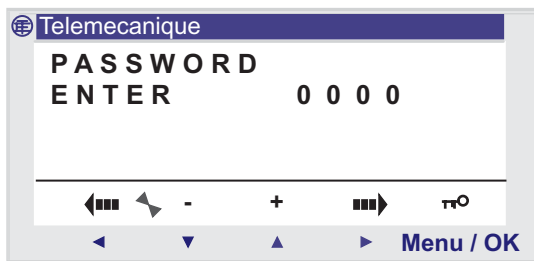 Telemecanique
PASSWORD
ENTER 0000
- +
Menu / OK